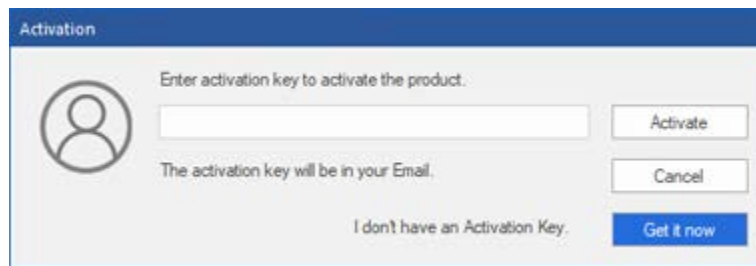 Activation
Enter activation key to activate the product.
Activate
The activation key will be in your Email.
Cancel
I don't have an Activation Key.
Get it now